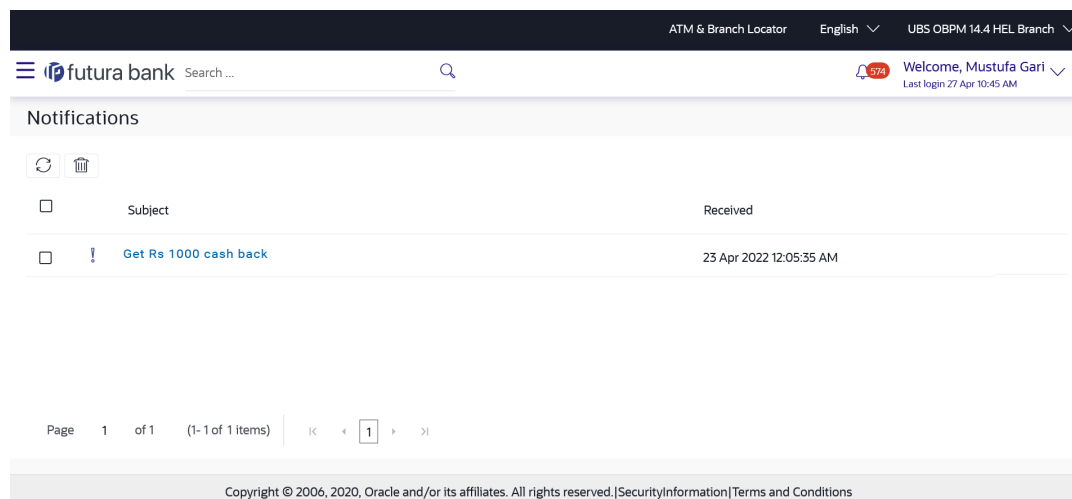 ATM & Branch Locator English UBS OBPM 14.4 HEL Branch
futura bank Search ... 574 Welcome, Mustufa Gari
Last login 27 Apr 10:45 AM
Notifications
Subject Received
! Get Rs 1000 cash back 23 Apr 2022 12:05:35 AM
Page 1 of 1 (1- 1 of 1 items) 1
Copyright © 2006, 2020, Oracle and/or its affiliates. All rights reserved.|SecurityInformation|Terms and Conditions